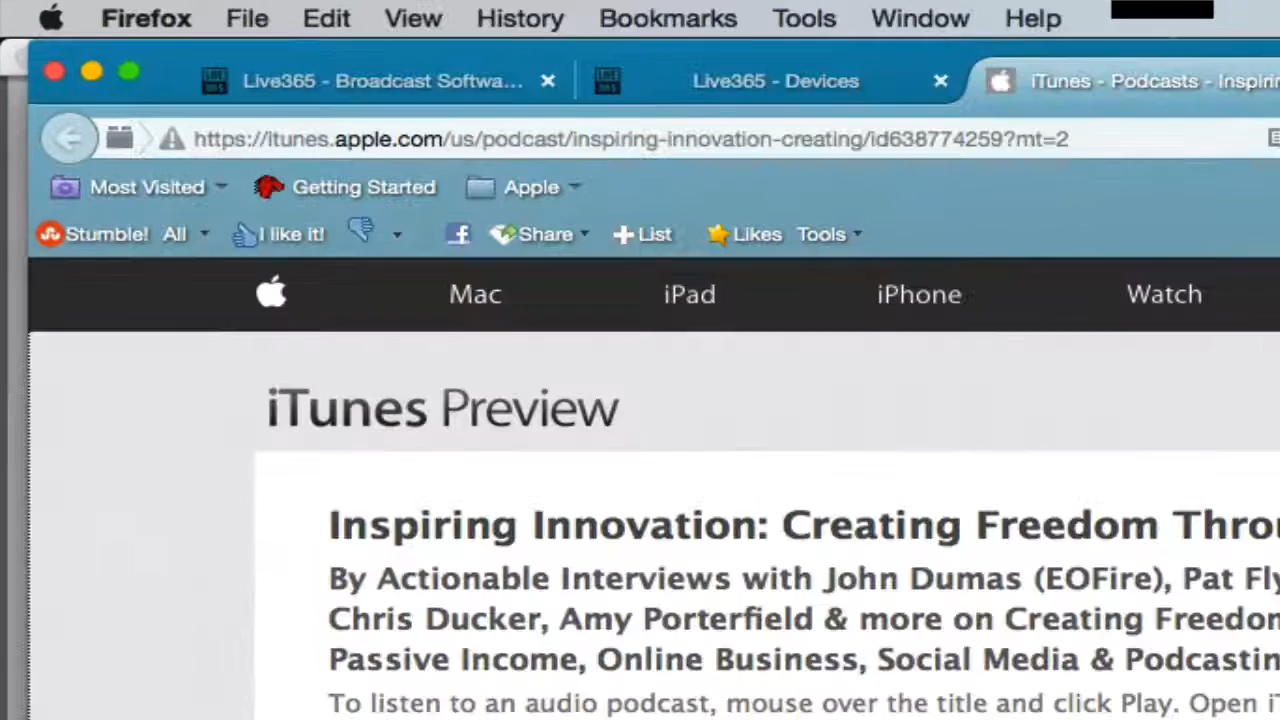 Firefox File Edit View History Bookmarks Tools Window Help
Live365 - Broadcast Softwa... Live365 - Devices iTunes - Podcasts - Inspirin
https://itunes.apple.com/us/podcast/inspiring-innovation-creating/id638774259?mt=2
Most Visited Getting Started Apple
Stumble! All I like it! Share List Likes Tools
Mac iPad iPhone Watch
iTunes Preview
Inspiring Innovation: Creating Freedom Thro
By Actionable Interviews with John Dumas (EOFire), Pat Fly
Chris Ducker, Amy Porterfield & more on Creating Freedom
Passive Income, Online Business, Social Media & Podcastin
To listen to an audio podcast, mouse over the title and click Play. Open iT